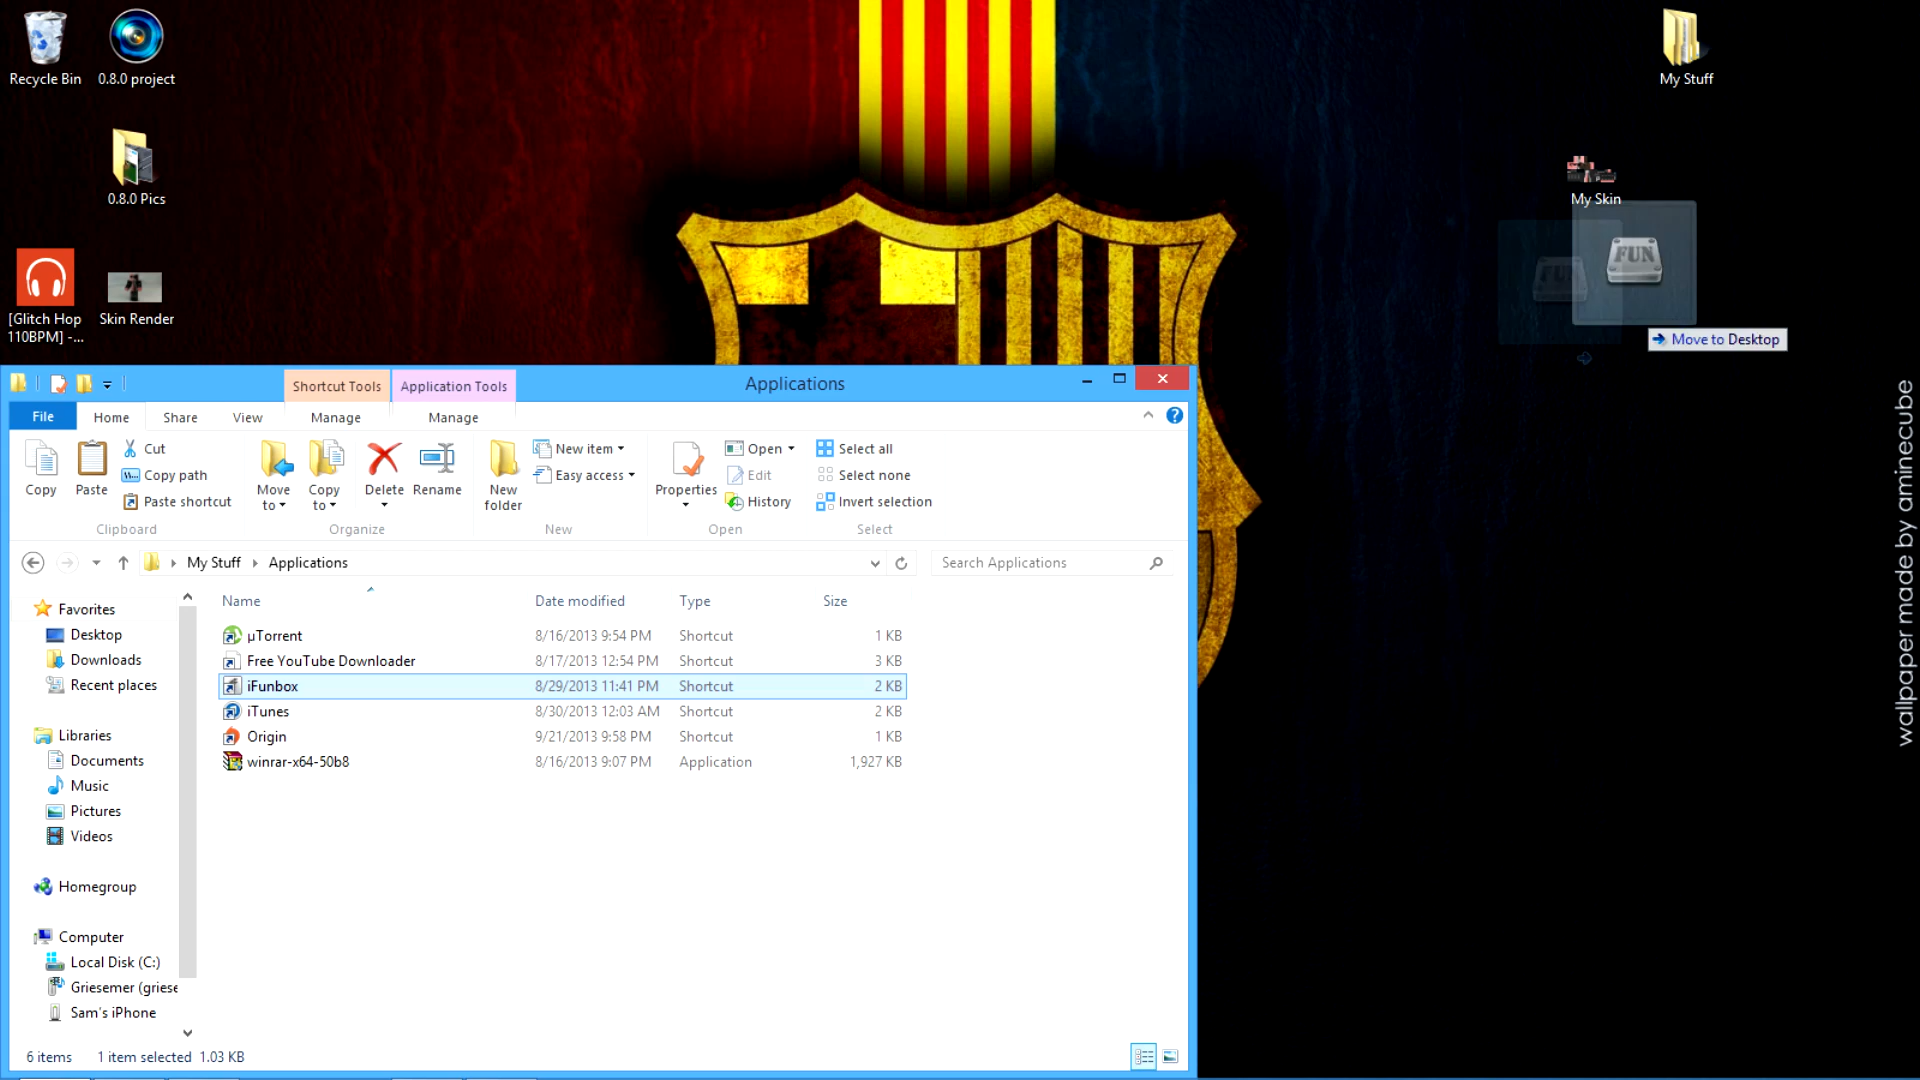 Recycle Bin
0.8.0 project
My Stuff
0.8.0 Pics
My Skin
FUN
Move to Desktop
[Glitch Hop
110BPM] -...
Skin Render
Shortcut Tools
Application Tools
Applications
File
Home
Share
View
Manage
Manage
Copy
Paste
Cut
Copy path
Paste shortcut
Clipboard
Move
to
Copy
to
Delete
Rename
Organize
New
folder
New item
Easy access
New
Properties
Open
Edit
History
Open
Select all
Select none
Invert selection
Select
My Stuff
Applications
Search Applications
Name
Date modified
Type
Size
µTorrent 8/16/2013 9:54 PM Shortcut 1 KB
Free YouTube Downloader 8/17/2013 12:54 PM Shortcut 3 KB
iFunbox 8/29/2013 11:41 PM Shortcut 2 KB
iTunes 8/30/2013 12:03 AM Shortcut 2 KB
Origin 9/21/2013 9:58 PM Shortcut 1 KB
winrar-x64-50b8 8/16/2013 9:07 PM Application 1,927 KB
Favorites
Desktop
Downloads
Recent places
Libraries
Documents
Music
Pictures
Videos
Homegroup
Computer
Local Disk (C:)
Griesemer (griese
Sam's iPhone
6 items 1 item selected 1.03 KB
wallpaper made by aminecube